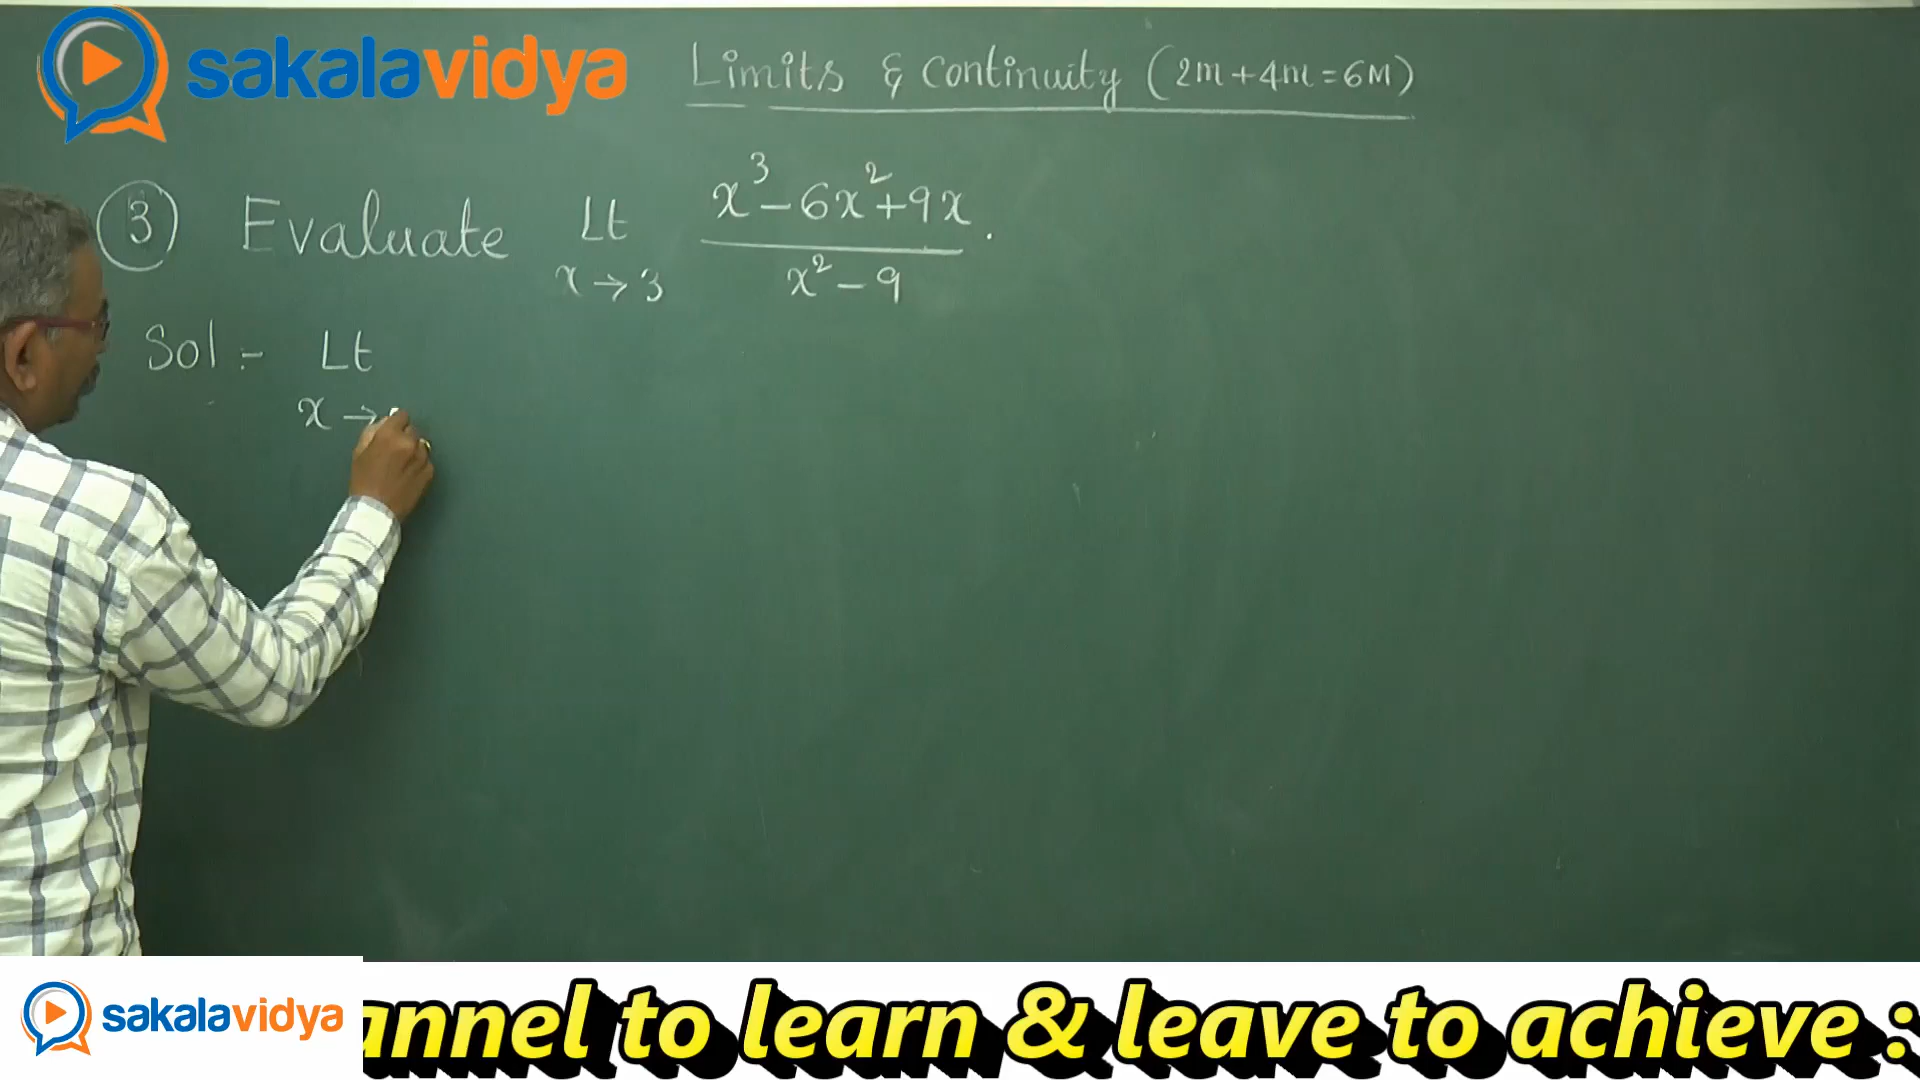 sakalavidya
Limits & Continuity (2m+4m=6M)
③ Evaluate Lt x→3 x³-6x²+9x / x²-9 .
Sol:- Lt
x→
sakalavidya
annel to learn & leave to achieve :